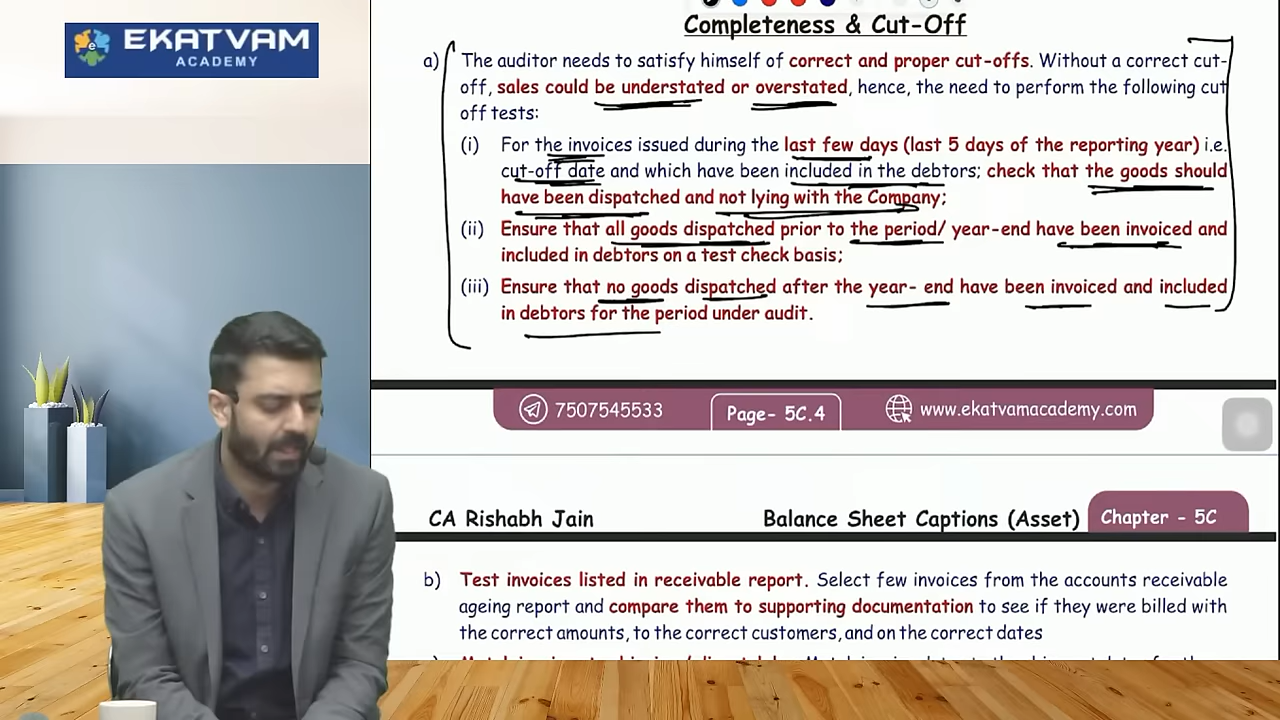 EKATVAM
ACADEMY
Completeness & Cut-Off
a) The auditor needs to satisfy himself of correct and proper cut-offs. Without a correct cut-
off, sales could be understated or overstated, hence, the need to perform the following cut
off tests:
(i) For the invoices issued during the last few days (last 5 days of the reporting year) i.e.
cut-off date and which have been included in the debtors; check that the goods should
have been dispatched and not lying with the Company;
(ii) Ensure that all goods dispatched prior to the period/ year-end have been invoiced and
included in debtors on a test check basis;
(iii) Ensure that no goods dispatched after the year- end have been invoiced and included
in debtors for the period under audit.
7507545533
Page- 5C.4
www.ekatvamacademy.com
CA Rishabh Jain
Balance Sheet Captions (Asset)
Chapter - 5C
b) Test invoices listed in receivable report. Select few invoices from the accounts receivable
ageing report and compare them to supporting documentation to see if they were billed with
the correct amounts, to the correct customers, and on the correct dates